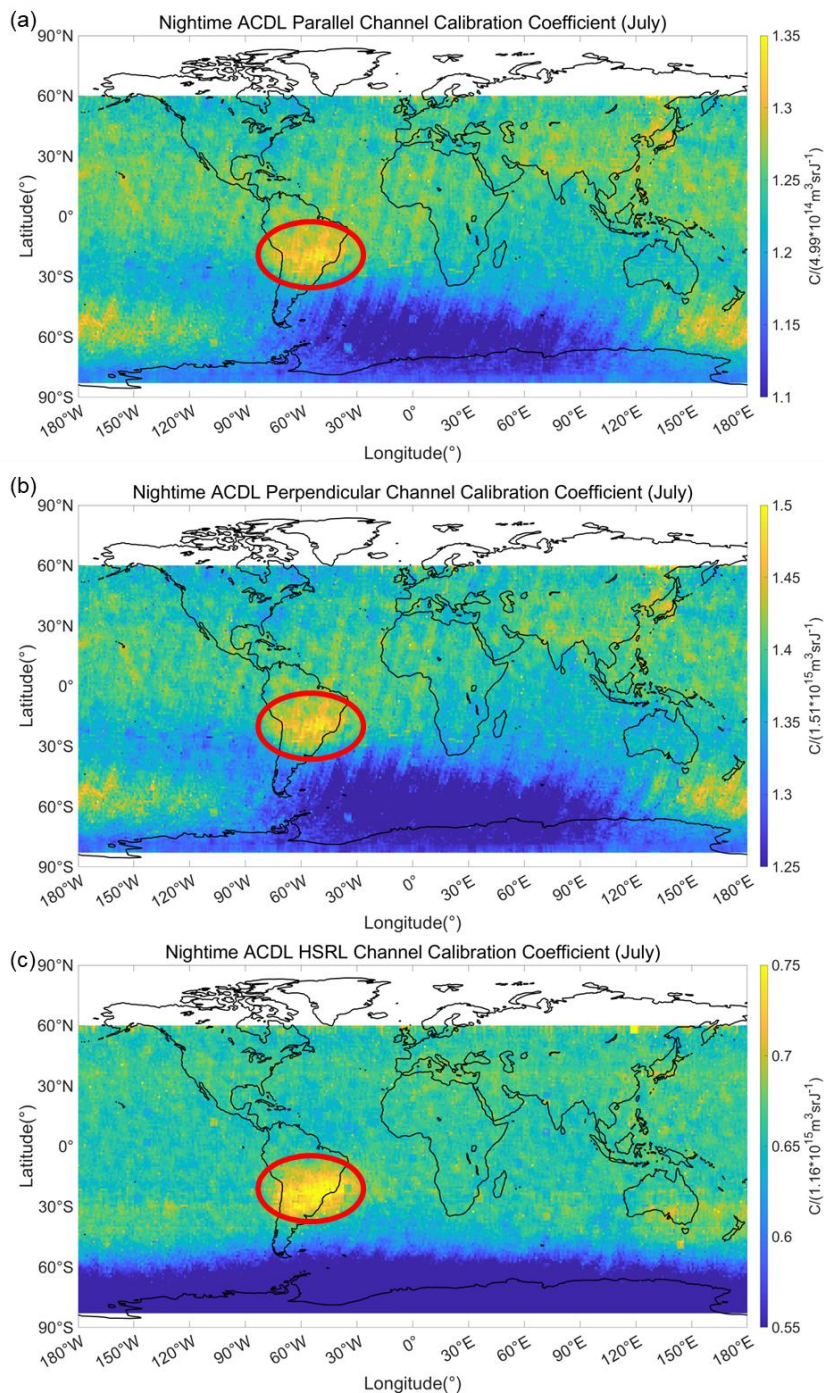 (a)
Nightime ACDL Parallel Channel Calibration Coefficient (July)
90°N
60°N
30°N
0°
30°S
60°S
90°S
Latitude(°)
180°W
150°W
120°W
90°W
60°W
30°W
0°
30°E
60°E
90°E
120°E
150°E
180°E
Longitude(°)
1.35
1.3
1.25
1.2
1.15
1.1
C/(4.99*10¹⁴m³srJ⁻¹)
(b)
Nightime ACDL Perpendicular Channel Calibration Coefficient (July)
90°N
60°N
30°N
0°
30°S
60°S
90°S
Latitude(°)
180°W
150°W
120°W
90°W
60°W
30°W
0°
30°E
60°E
90°E
120°E
150°E
180°E
Longitude(°)
1.5
1.45
1.4
1.35
1.3
1.25
C/(1.51*10¹⁵m³srJ⁻¹)
(c)
Nightime ACDL HSRL Channel Calibration Coefficient (July)
90°N
60°N
30°N
0°
30°S
60°S
90°S
Latitude(°)
180°W
150°W
120°W
90°W
60°W
30°W
0°
30°E
60°E
90°E
120°E
150°E
180°E
Longitude(°)
0.75
0.7
0.65
0.6
0.55
C/(1.16*10¹⁵m³srJ⁻¹)